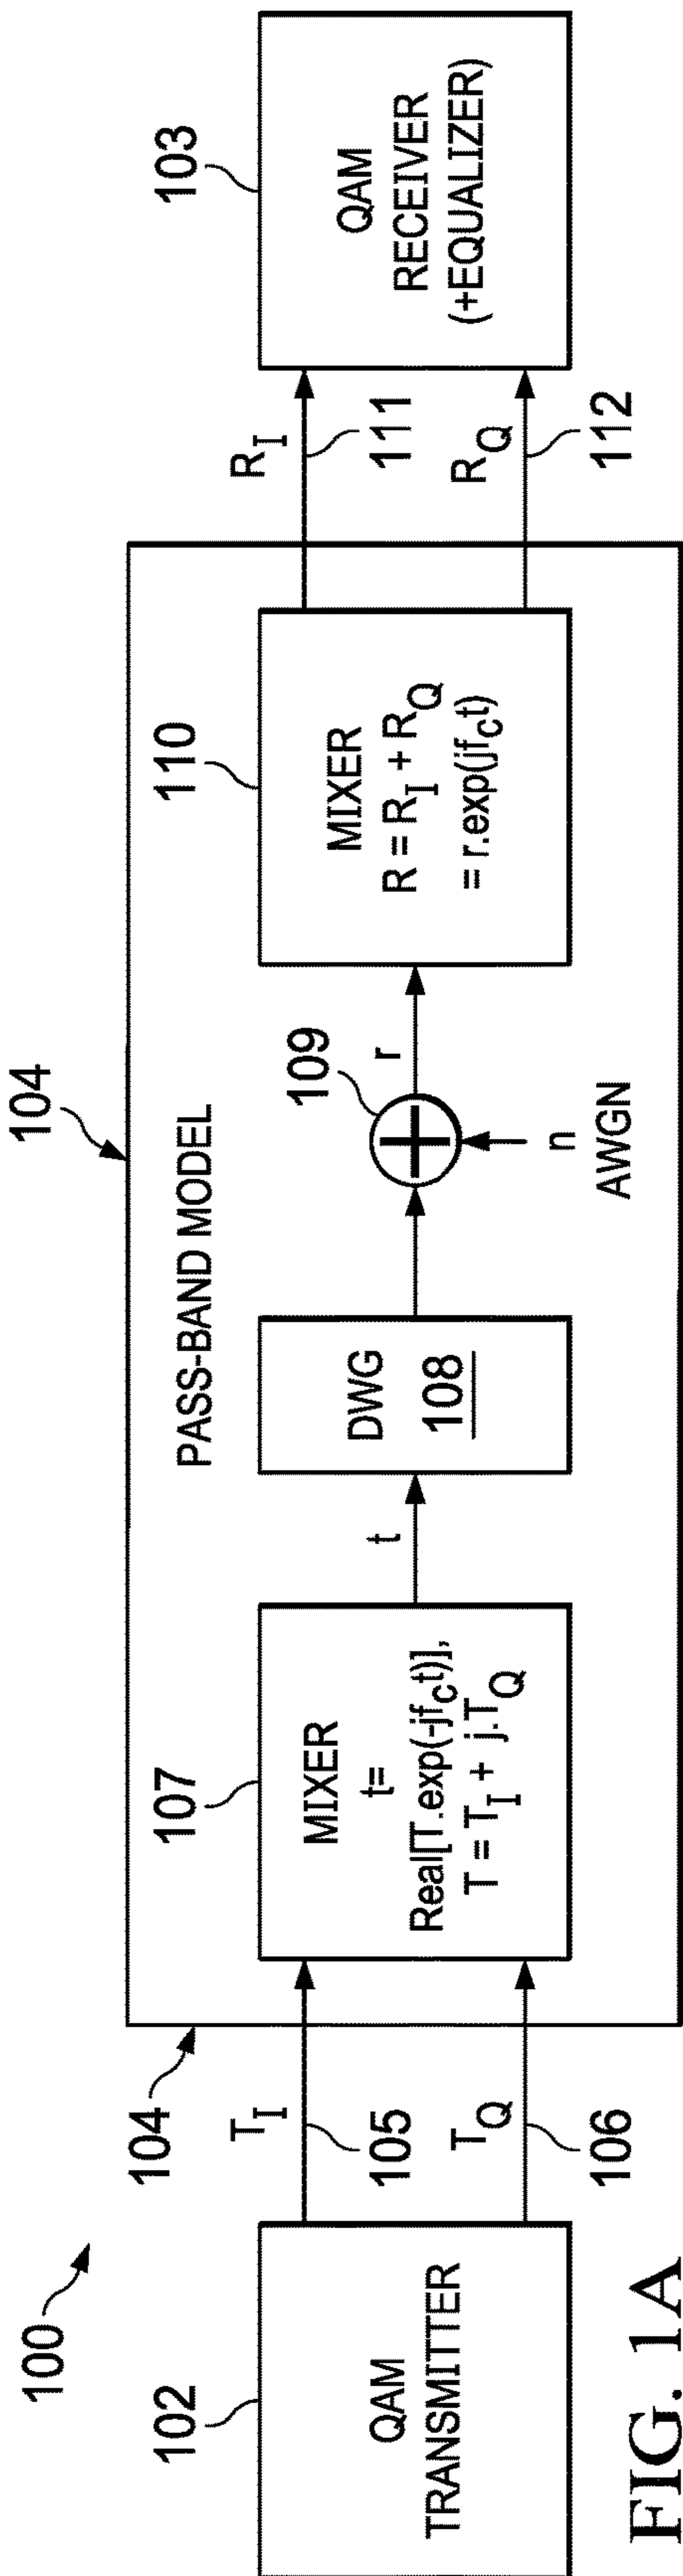 100
102
QAM
TRANSMITTER
T_I
105
T_Q
106
104
104
PASS-BAND MODEL
107
MIXER
t=
Real[T.exp(-jf_ct)],
T = T_I + j.T_Q
t
DWG
108
109
r
n
AWGN
110
MIXER
R = R_I + R_Q
= r.exp(jf_ct)
R_I
111
R_Q
112
103
QAM
RECEIVER
(+EQUALIZER)
FIG. 1A